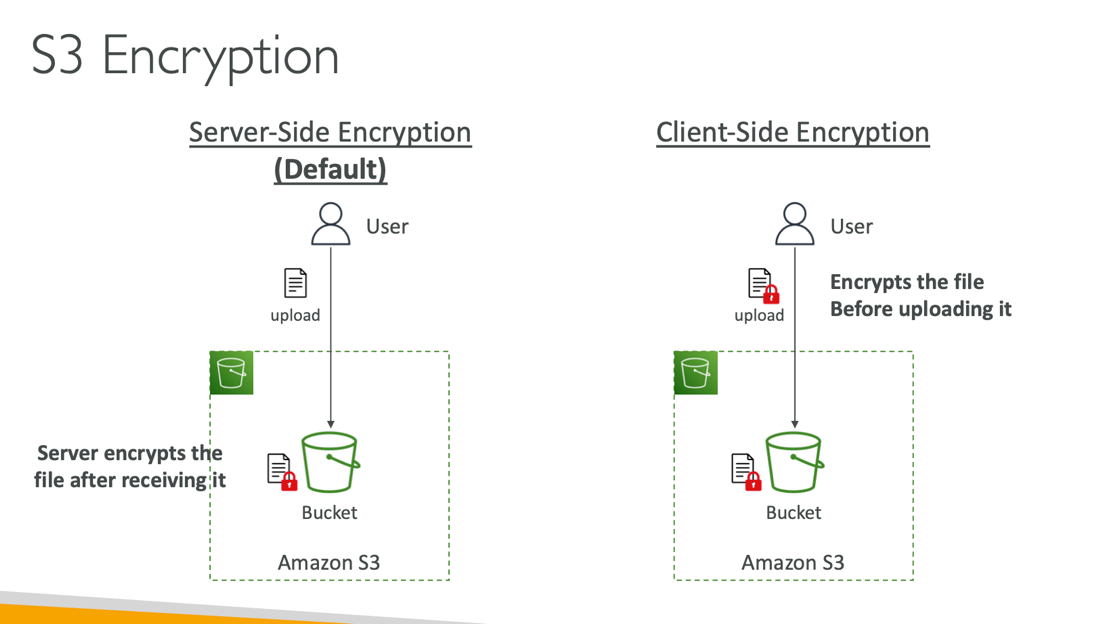 S3 Encryption
Server-Side Encryption
(Default)
User
upload
Server encrypts the
file after receiving it
Bucket
Amazon S3
Client-Side Encryption
User
upload
Encrypts the file
Before uploading it
Bucket
Amazon S3